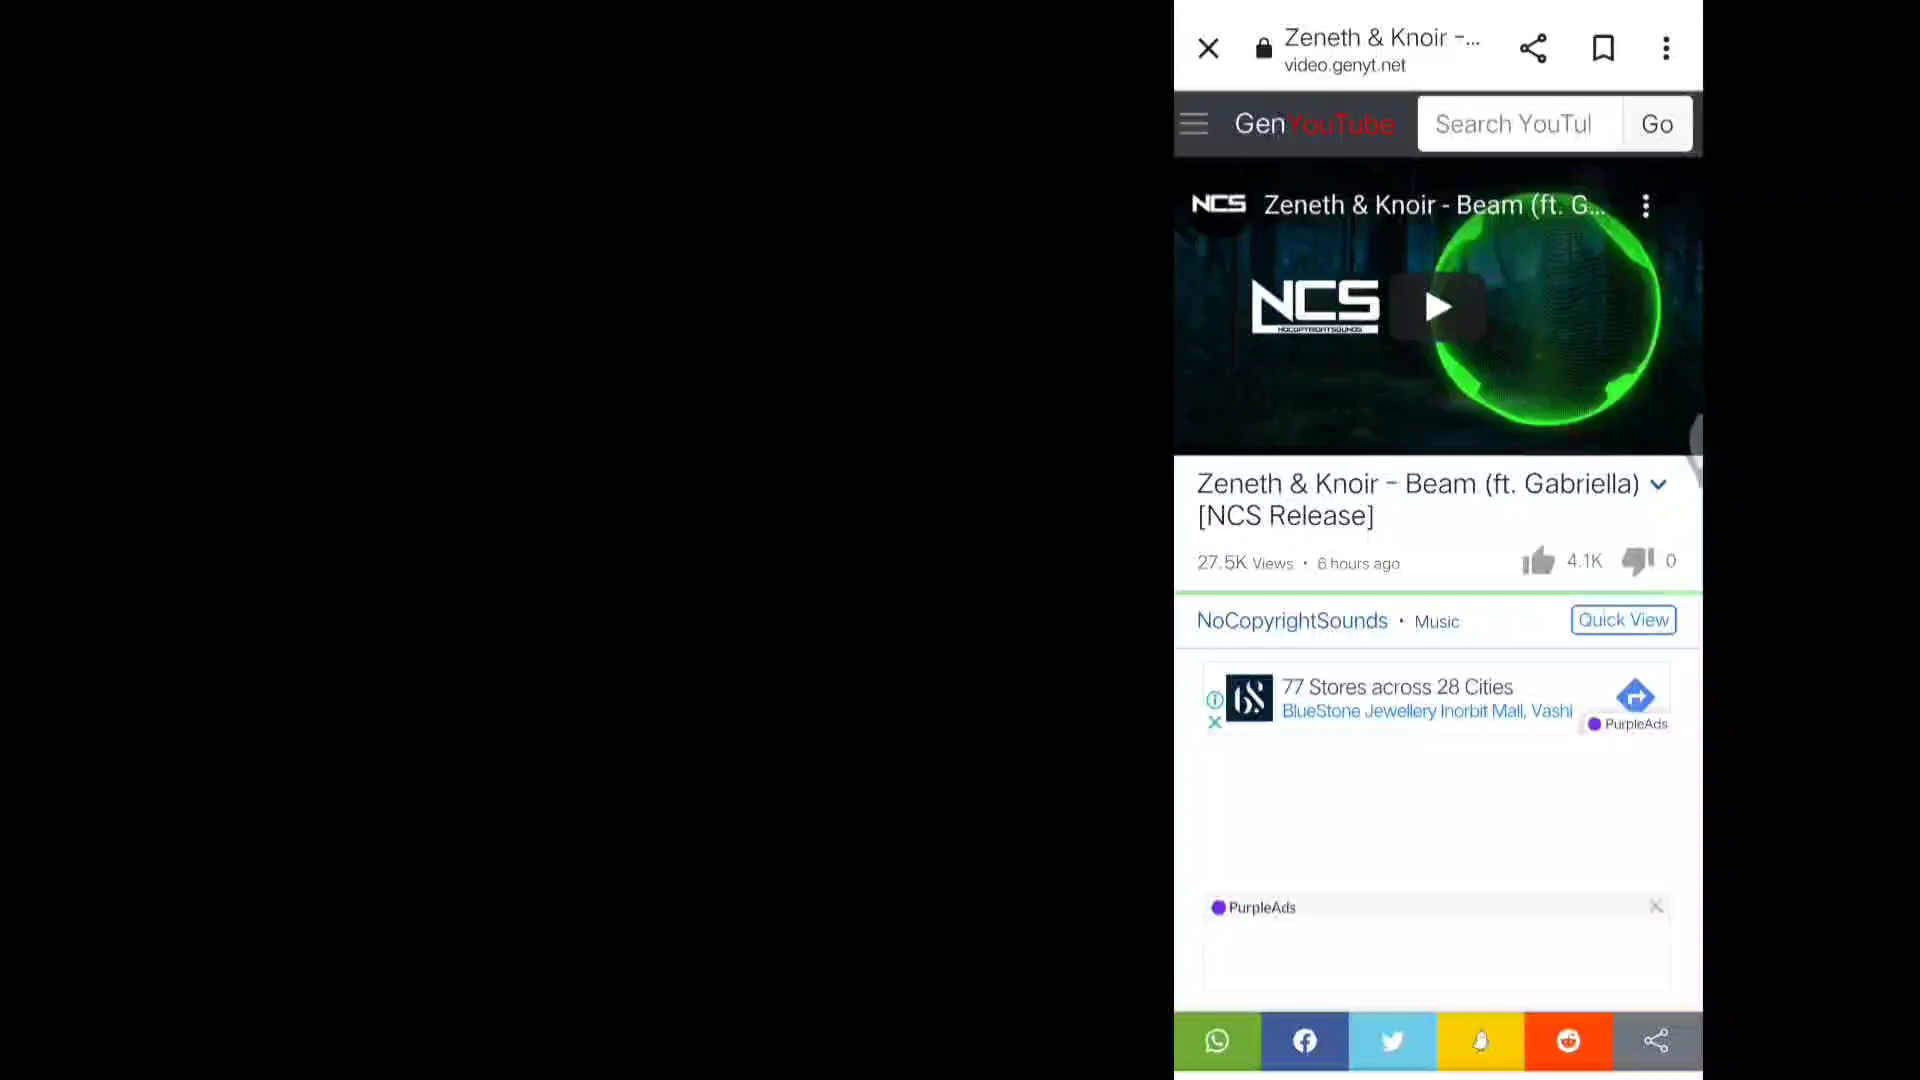 Zeneth & Knoir -...
video.genyt.net
GenYouTube
Search YouTul
Go
NCS
Zeneth & Knoir - Beam (ft. G...
NCS
NOCOPYRIGHTSOUNDS
Zeneth & Knoir - Beam (ft. Gabriella)
[NCS Release]
27.5K Views • 6 hours ago
4.1K
0
NoCopyrightSounds • Music
Quick View
77 Stores across 28 Cities
BlueStone Jewellery Inorbit Mall, Vashi
PurpleAds
PurpleAds